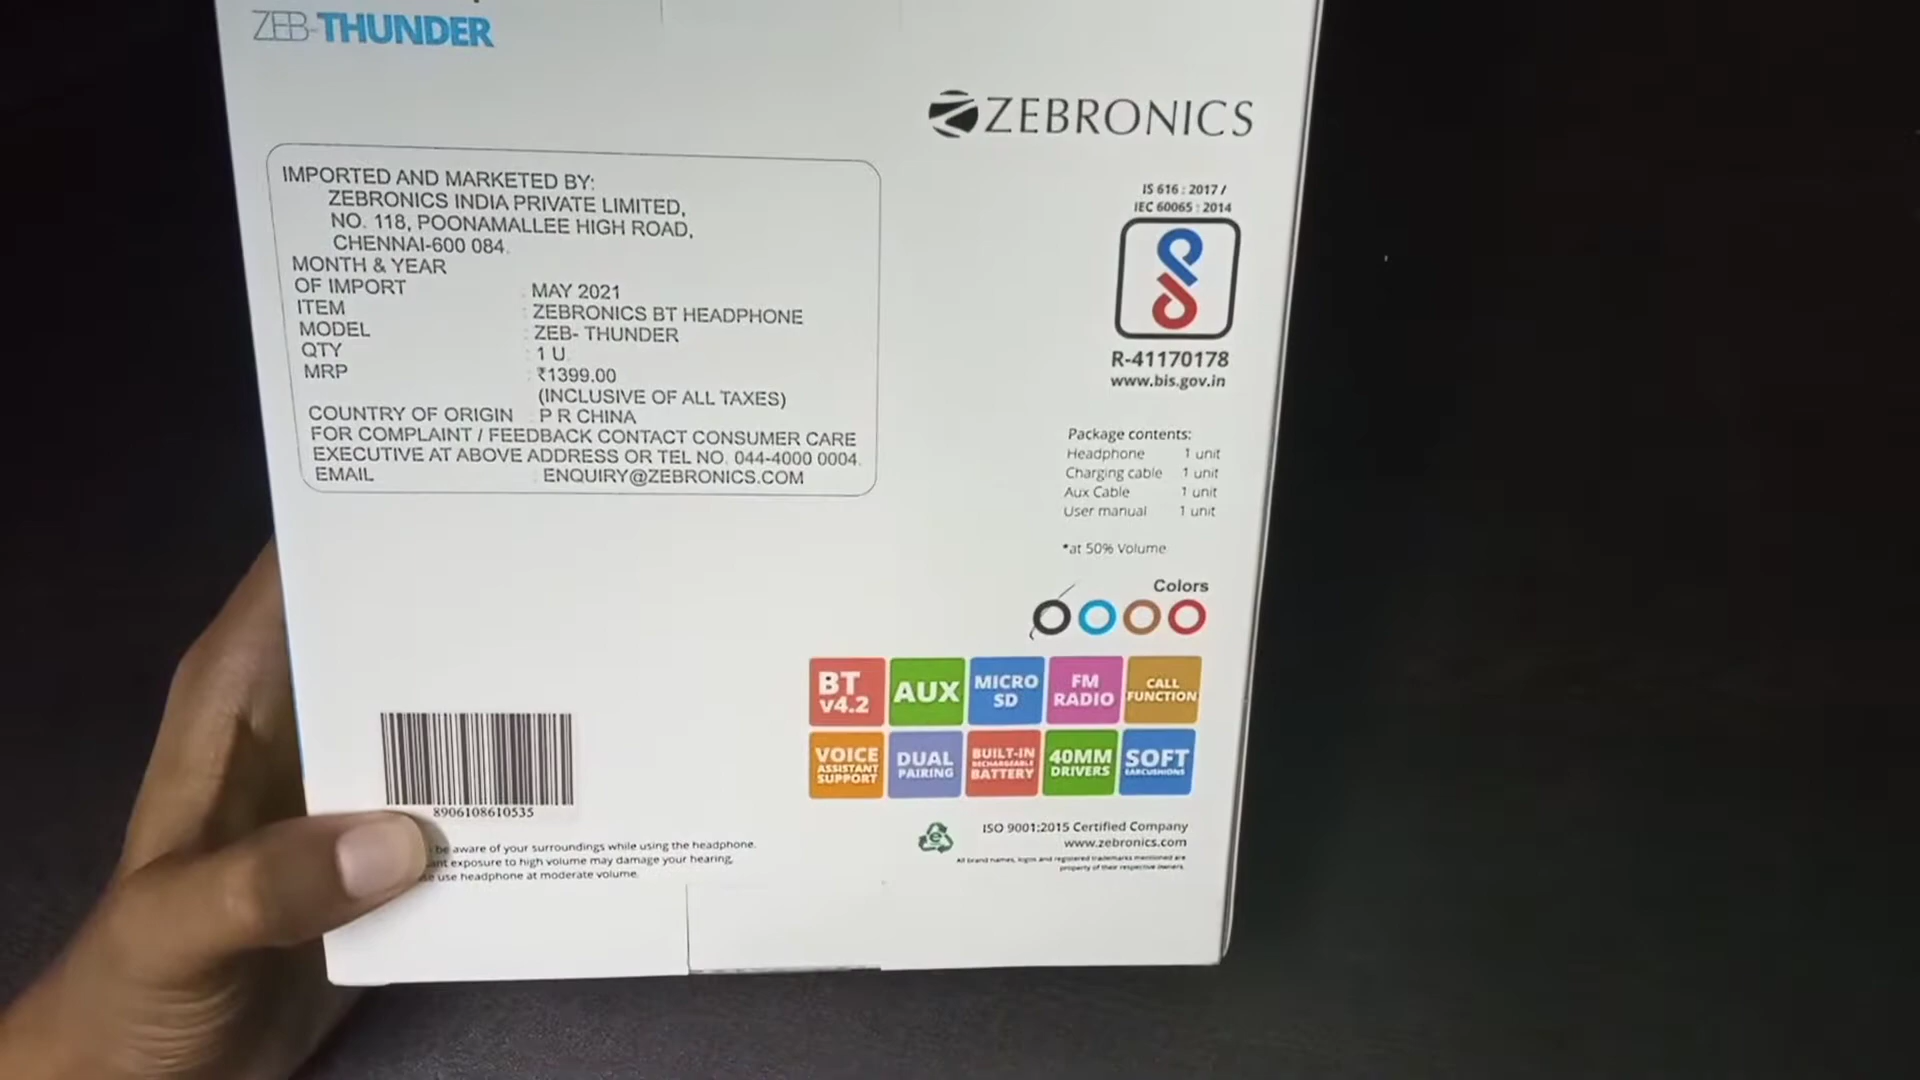 ZEB-THUNDER
ZEBRONICS
IMPORTED AND MARKETED BY:
ZEBRONICS INDIA PRIVATE LIMITED,
NO. 118, POONAMALLEE HIGH ROAD,
CHENNAI-600 084.
MONTH & YEAR
OF IMPORT : MAY 2021
ITEM : ZEBRONICS BT HEADPHONE
MODEL : ZEB- THUNDER
QTY : 1 U
MRP : ₹1399.00
(INCLUSIVE OF ALL TAXES)
COUNTRY OF ORIGIN : P R CHINA
FOR COMPLAINT / FEEDBACK CONTACT CONSUMER CARE
EXECUTIVE AT ABOVE ADDRESS OR TEL NO. 044-4000 0004.
EMAIL : ENQUIRY@ZEBRONICS.COM
IS 616 : 2017 /
IEC 60065 : 2014
R-41170178
www.bis.gov.in
Package contents:
Headphone 1 unit
Charging cable 1 unit
Aux Cable 1 unit
User manual 1 unit
*at 50% Volume
Colors
BT
v4.2
AUX
MICRO
SD
FM
RADIO
CALL
FUNCTION
VOICE
ASSISTANT
SUPPORT
DUAL
PAIRING
BUILT-IN
RECHARGEABLE
BATTERY
40MM
DRIVERS
SOFT
EARCUSHIONS
8906108610535
be aware of your surroundings while using the headphone.
exposure to high volume may damage your hearing,
use headphone at moderate volume.
ISO 9001:2015 Certified Company
www.zebronics.com
All brand names, logos and registered trademarks mentioned are
property of their respective owners.